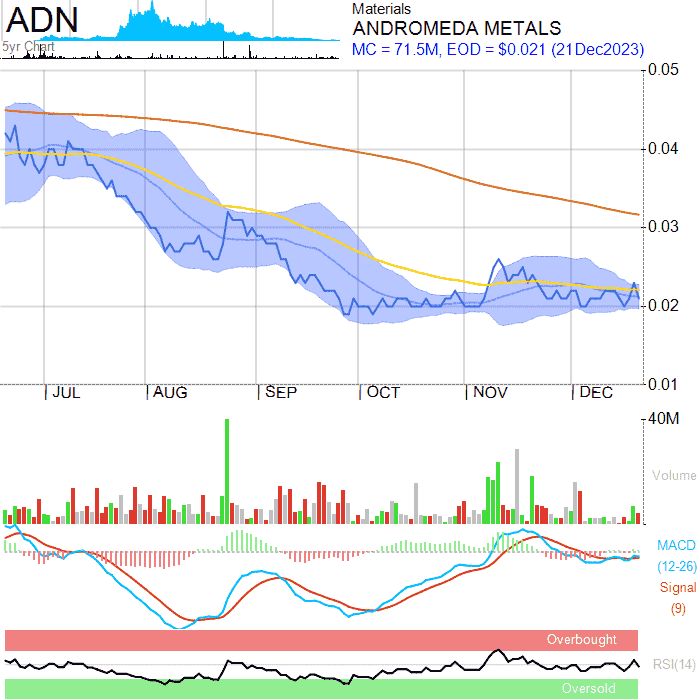 ADN
5yr Chart
Materials
ANDROMEDA METALS
MC = 71.5M, EOD = $0.021 (21Dec2023)
0.05
0.04
0.03
0.02
0.01
JUL AUG SEP OCT NOV DEC
40M
Volume
MACD
(12-26)
Signal
(9)
Overbought
RSI(14)
Oversold